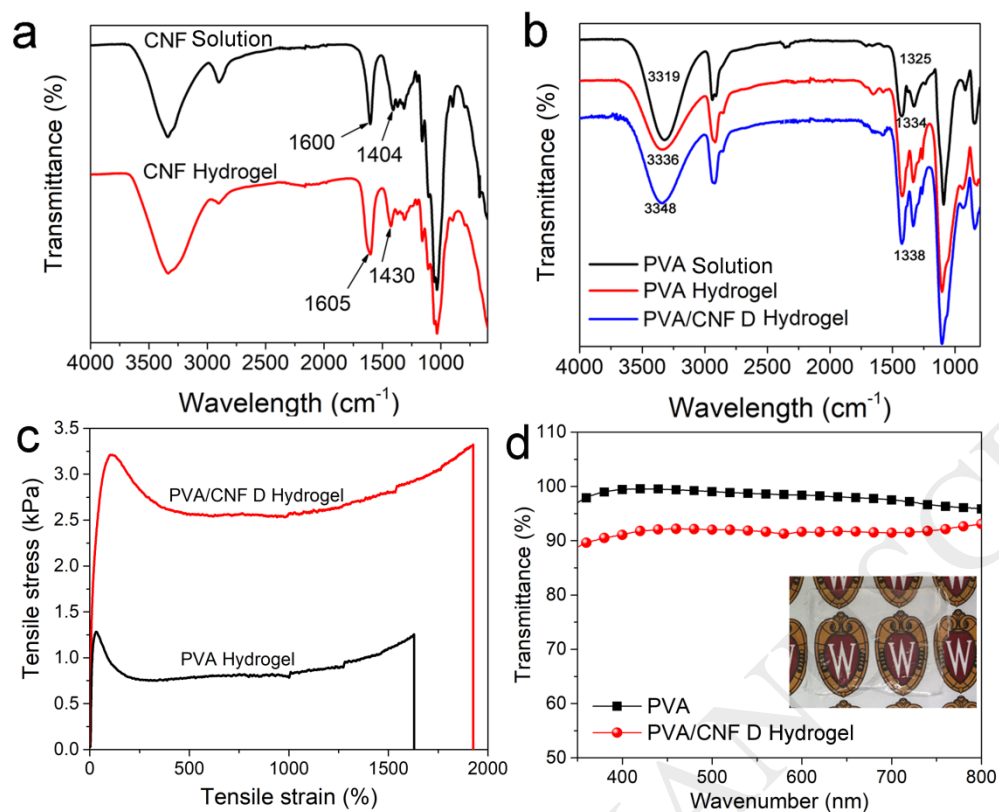 a
CNF Solution
1600
1404
CNF Hydrogel
1605
1430
Transmittance (%)
4000 3500 3000 2500 2000 1500 1000
Wavelength (cm-1)
b
3319
1325
1334
3336
3348
1338
PVA Solution
PVA Hydrogel
PVA/CNF D Hydrogel
Transmittance (%)
4000 3500 3000 2500 2000 1500 1000
Wavelength (cm-1)
c
3.5
3.0
2.5
2.0
1.5
1.0
0.5
0.0
Tensile stress (kPa)
PVA/CNF D Hydrogel
PVA Hydrogel
0 500 1000 1500 2000
Tensile strain (%)
d
110
100
90
80
70
60
50
Transmittance (%)
W W W
W W W
PVA
PVA/CNF D Hydrogel
400 500 600 700 800
Wavenumber (nm)